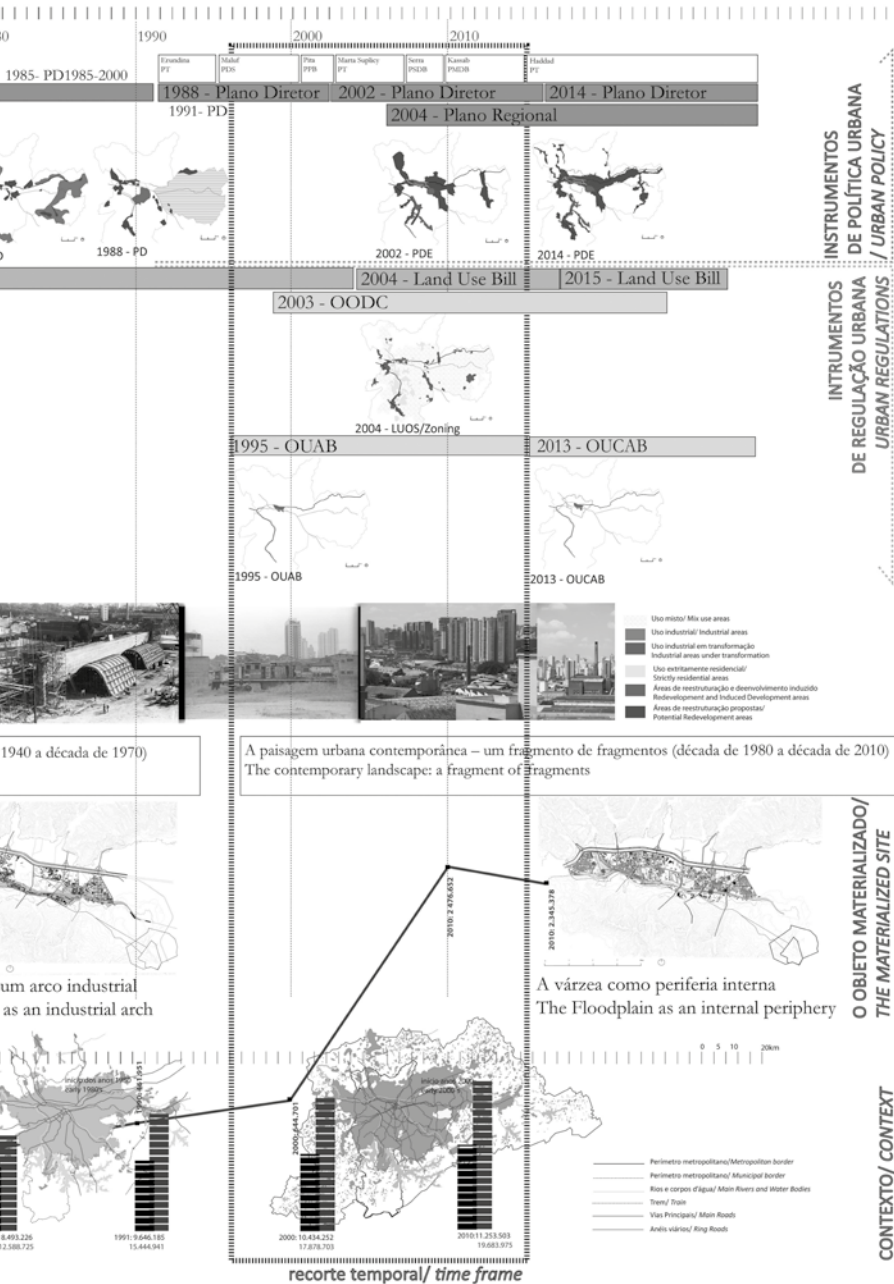 1990
2000
2010
Erundina
PT
Maluf
PDS
Pita
PPB
Marta Suplicy
PT
Serra
PSDB
Kassab
PMDB
Haddad
PT
1985- PD1985-2000
1988 - Plano Diretor
2002 - Plano Diretor
2014 - Plano Diretor
1991- PD
2004 - Plano Regional
1988 - PD
2002 - PDE
2014 - PDE
INSTRUMENTOS
DE POLÍTICA URBANA
/ URBAN POLICY
2004 - Land Use Bill
2015 - Land Use Bill
2003 - OODC
2004 - LUOS/Zoning
1995 - OUAB
2013 - OUCAB
1995 - OUAB
2013 - OUCAB
INTRUMENTOS
DE REGULAÇÃO URBANA
URBAN REGULATIONS
Uso misto/ Mix use areas
Uso industrial/ Industrial areas
Uso industrial em transformação
Industrial areas under transformation
Uso extritamente residencial/
Strictly residential areas
Áreas de reestruturação e deenvolvimento induzido
Redevelopment and Induced Development areas
Áreas de reestruturação propostas/
Potential Redevelopment areas
1940 a década de 1970)
A paisagem urbana contemporânea – um fragmento de fragmentos (década de 1980 a década de 2010)
The contemporary landscape: a fragment of fragments
2010: 2 476.652
2010: 2.345.378
um arco industrial
as an industrial arch
A várzea como periferia interna
The Floodplain as an internal periphery
O OBJETO MATERIALIZADO/
THE MATERIALIZED SITE
0 5 10 20km
early 1980's
2000: 644.701
Perímetro metropolitano/Metropolitan border
Perímetro metropolitano/ Municipal border
Rios e corpos d'água/ Main Rivers and Water Bodies
Trem/ Train
Vias Principais/ Main Roads
Anéis viários/ Ring Roads
8.493.226
12.588.725
1991: 9.646.185
15.444.941
2000: 10.434.252
17.878.703
2010:11.253.503
19.683.975
CONTEXTO/ CONTEXT
recorte temporal/ time frame